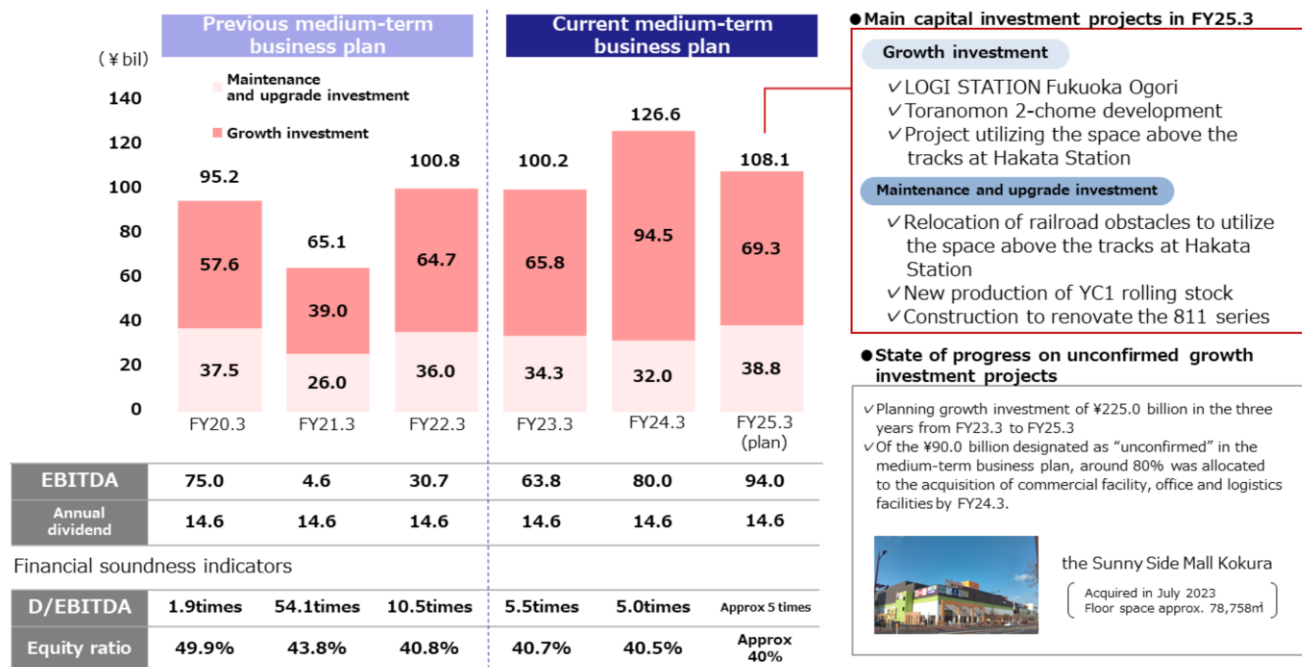 Previous medium-term
business plan
Current medium-term
business plan
(¥bil)
Maintenance
and upgrade investment
Growth investment
140
120
100
80
60
40
20
0
95.2
57.6
37.5
FY20.3
65.1
39.0
26.0
FY21.3
100.8
64.7
36.0
FY22.3
100.2
65.8
34.3
FY23.3
126.6
94.5
32.0
FY24.3
108.1
69.3
38.8
FY25.3
(plan)
EBITDA 75.0 4.6 30.7 63.8 80.0 94.0
Annual
dividend 14.6 14.6 14.6 14.6 14.6 14.6
Financial soundness indicators
D/EBITDA 1.9times 54.1times 10.5times 5.5times 5.0times Approx 5 times
Equity ratio 49.9% 43.8% 40.8% 40.7% 40.5% Approx
40%
●Main capital investment projects in FY25.3
Growth investment
✓LOGI STATION Fukuoka Ogori
✓Toranomon 2-chome development
✓Project utilizing the space above the
tracks at Hakata Station
Maintenance and upgrade investment
✓Relocation of railroad obstacles to utilize
the space above the tracks at Hakata
Station
✓New production of YC1 rolling stock
✓Construction to renovate the 811 series
●State of progress on unconfirmed growth
investment projects
✓Planning growth investment of ¥225.0 billion in the three
years from FY23.3 to FY25.3
✓Of the ¥90.0 billion designated as “unconfirmed” in the
medium-term business plan, around 80% was allocated
to the acquisition of commercial facility, office and logistics
facilities by FY24.3.
the Sunny Side Mall Kokura
Acquired in July 2023
Floor space approx. 78,758㎡